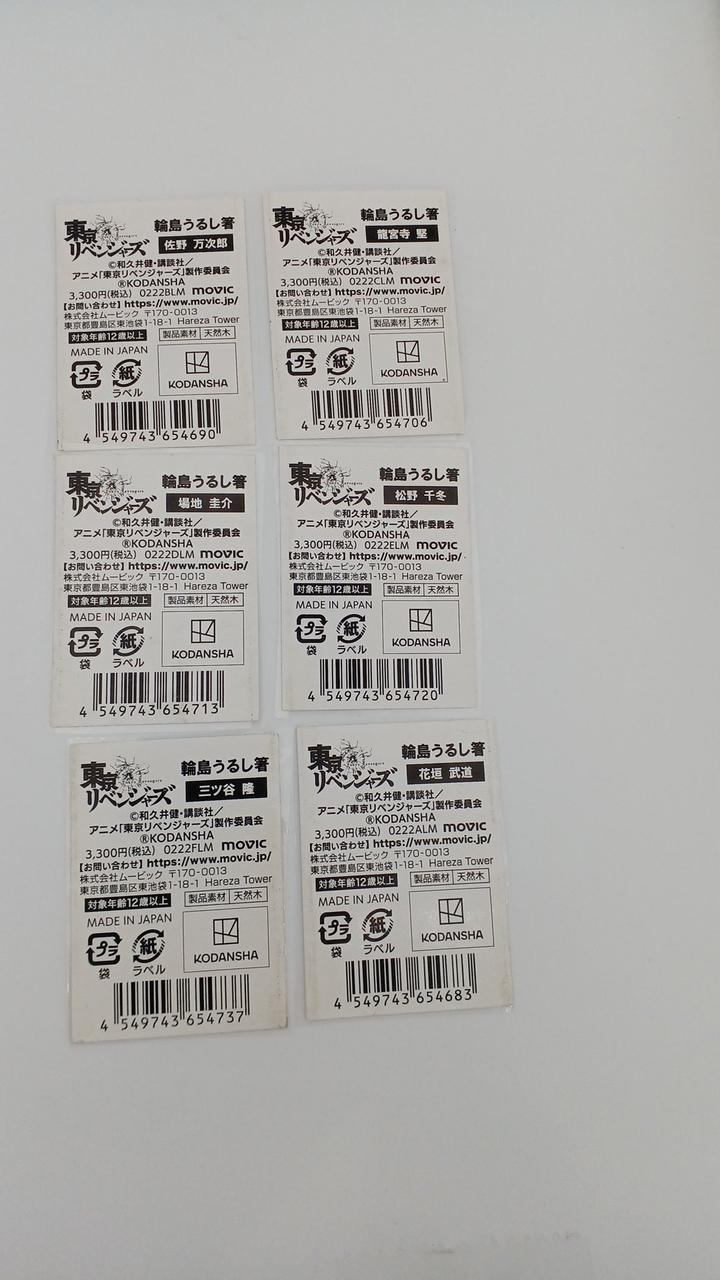 東京リベンジャーズ
輪島うるし箸
佐野 万次郎
©和久井健・講談社／
アニメ「東京リベンジャーズ」製作委員会
ⓇKODANSHA
3,300円(税込) 0222BLM movic
【お問い合わせ】https://www.movic.jp/
株式会社ムービック 〒170-0013
東京都豊島区東池袋1-18-1 Hareza Tower
対象年齢12歳以上 製品素材 天然木
MADE IN JAPAN
プラ 紙 KODANSHA
袋 ラベル
4 549743 654690
東京リベンジャーズ
輪島うるし箸
龍宮寺 堅
©和久井健・講談社／
アニメ「東京リベンジャーズ」製作委員会
ⓇKODANSHA
3,300円(税込) 0222CLM movic
【お問い合わせ】https://www.movic.jp/
株式会社ムービック 〒170-0013
東京都豊島区東池袋1-18-1 Hareza Tower
対象年齢12歳以上 製品素材 天然木
MADE IN JAPAN
プラ 紙 KODANSHA
袋 ラベル
4 549743 654706
東京リベンジャーズ
輪島うるし箸
場地 圭介
©和久井健・講談社／
アニメ「東京リベンジャーズ」製作委員会
ⓇKODANSHA
3,300円(税込) 0222DLM movic
【お問い合わせ】https://www.movic.jp/
株式会社ムービック 〒170-0013
東京都豊島区東池袋1-18-1 Hareza Tower
対象年齢12歳以上 製品素材 天然木
MADE IN JAPAN
プラ 紙 KODANSHA
袋 ラベル
4 549743 654713
東京リベンジャーズ
輪島うるし箸
松野 千冬
©和久井健・講談社／
アニメ「東京リベンジャーズ」製作委員会
ⓇKODANSHA
3,300円(税込) 0222ELM movic
【お問い合わせ】https://www.movic.jp/
株式会社ムービック 〒170-0013
東京都豊島区東池袋1-18-1 Hareza Tower
対象年齢12歳以上 製品素材 天然木
MADE IN JAPAN
プラ 紙 KODANSHA
袋 ラベル
4 549743 654720
東京リベンジャーズ
輪島うるし箸
三ツ谷 隆
©和久井健・講談社／
アニメ「東京リベンジャーズ」製作委員会
ⓇKODANSHA
3,300円(税込) 0222FLM movic
【お問い合わせ】https://www.movic.jp/
株式会社ムービック 〒170-0013
東京都豊島区東池袋1-18-1 Hareza Tower
対象年齢12歳以上 製品素材 天然木
MADE IN JAPAN
プラ 紙 KODANSHA
袋 ラベル
4 549743 654737
東京リベンジャーズ
輪島うるし箸
花垣 武道
©和久井健・講談社／
アニメ「東京リベンジャーズ」製作委員会
ⓇKODANSHA
3,300円(税込) 0222ALM movic
【お問い合わせ】https://www.movic.jp/
株式会社ムービック 〒170-0013
東京都豊島区東池袋1-18-1 Hareza Tower
対象年齢12歳以上 製品素材 天然木
MADE IN JAPAN
プラ 紙 KODANSHA
袋 ラベル
4 549743 654683